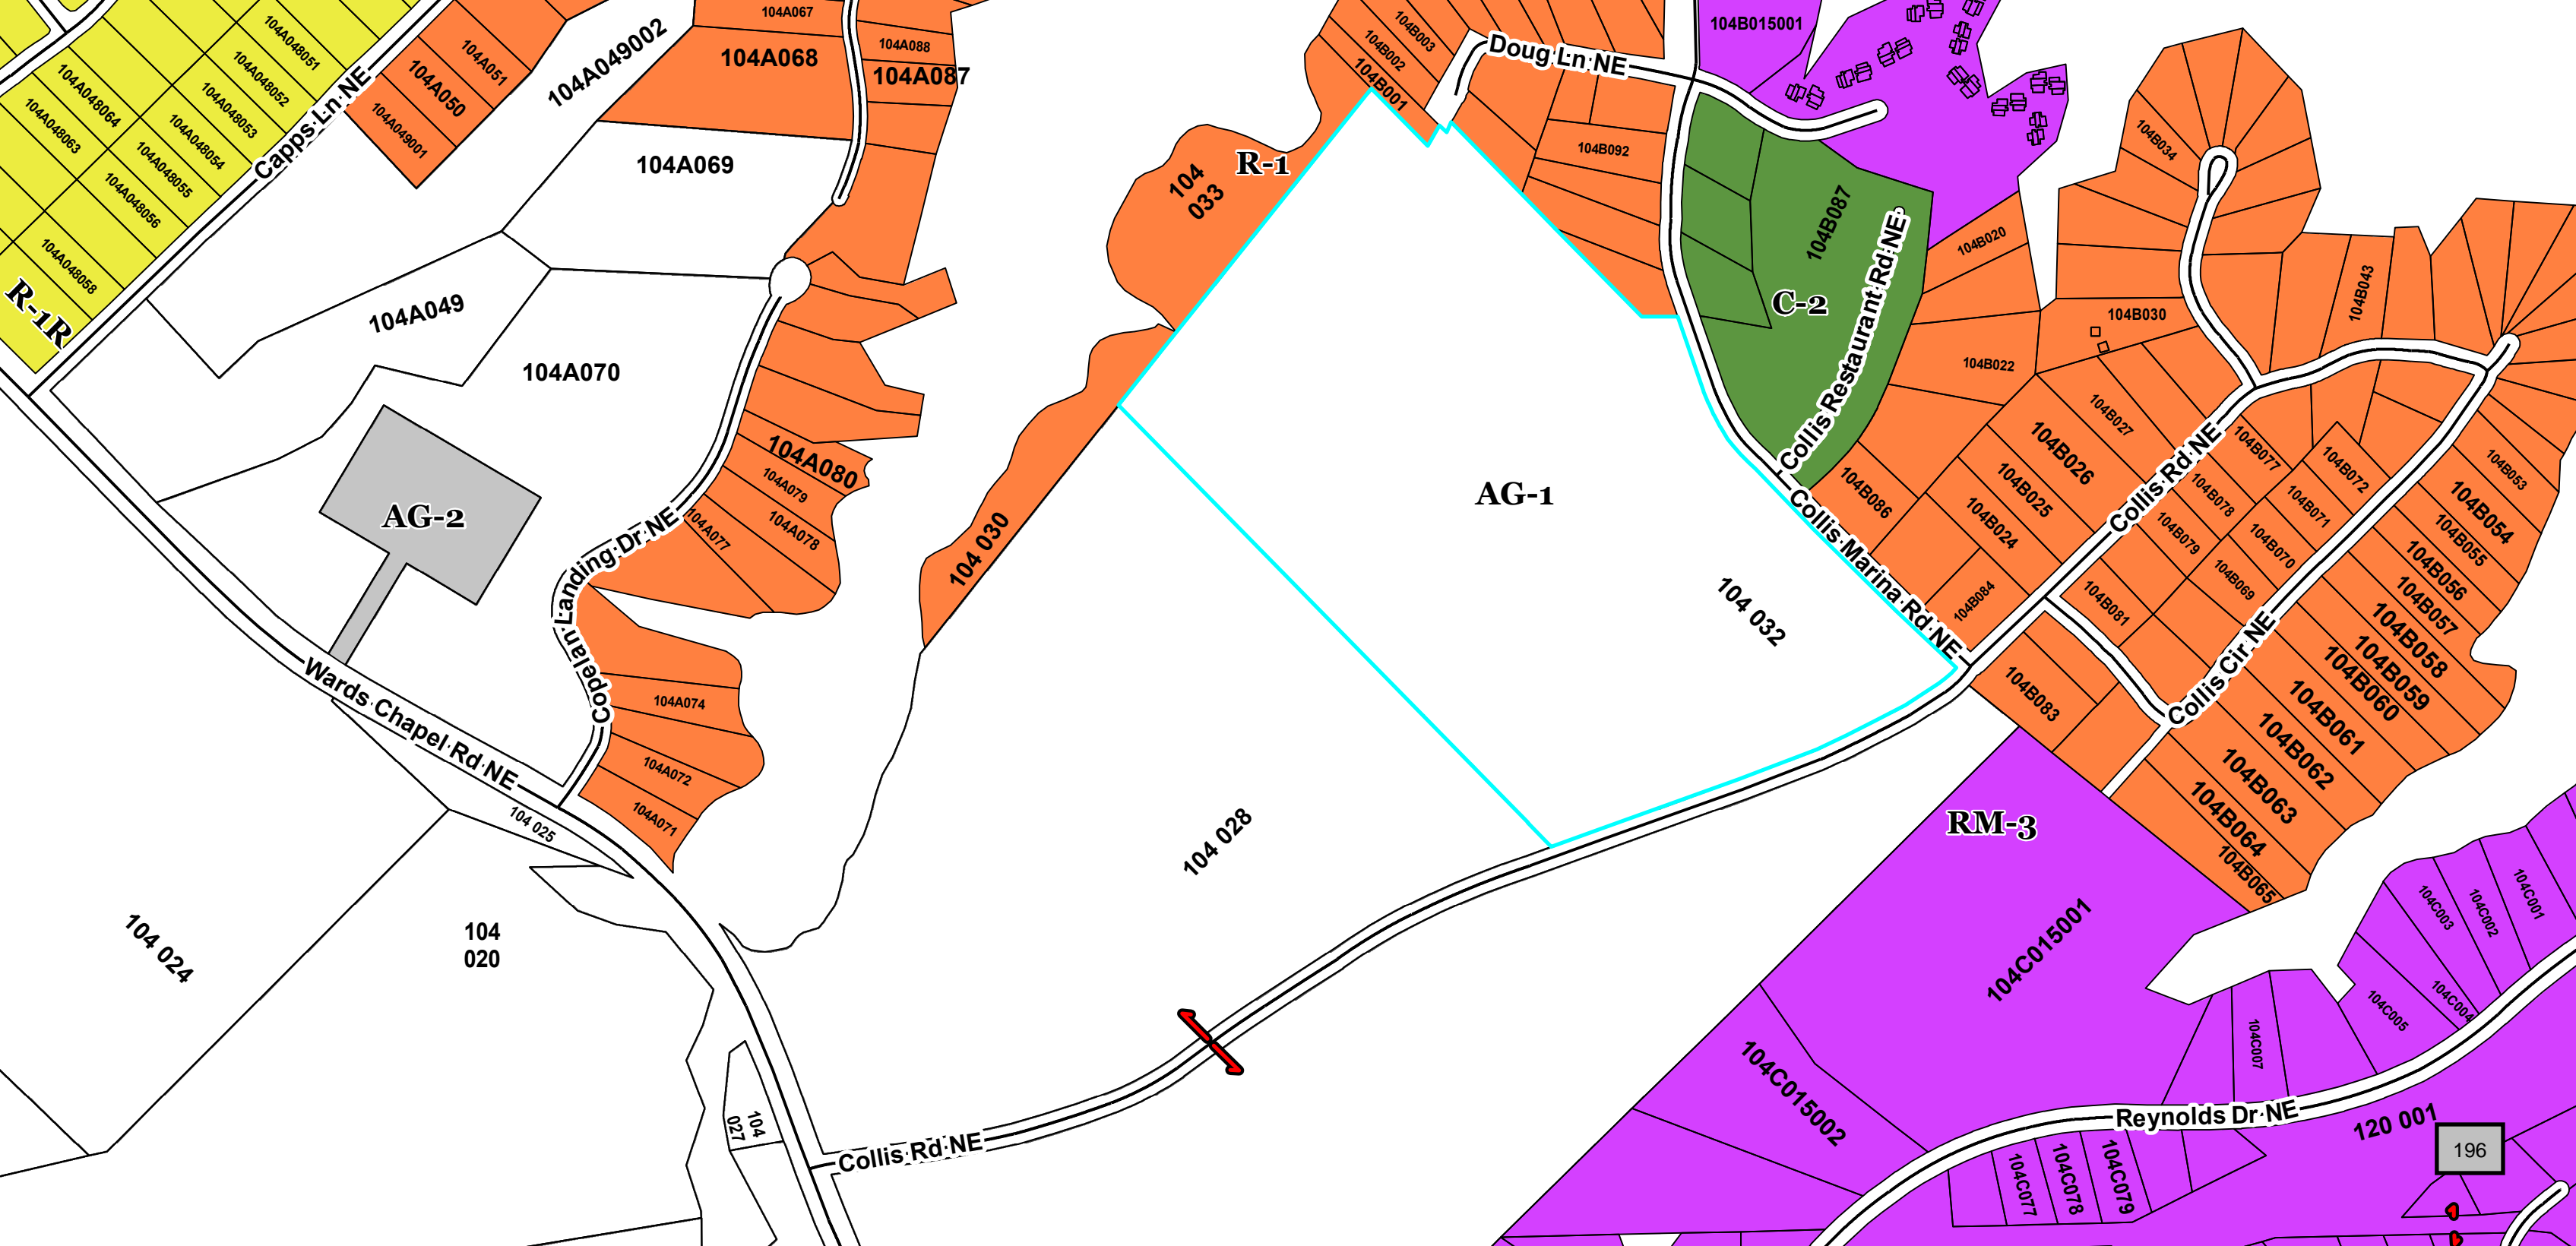 104A067
104A088
104A068
104A087
104A049002
104A051
104A050
104A049001
104A048051
104A048052
104A048053
104A048054
104A048055
104A048056
104A048064
104A048063
104A048058
R-1R
Capps Ln NE
104A069
104A049
104A070
AG-2
104A080
104A079
104A078
104A077
Copelan Landing Dr NE
104A074
104A072
104A071
Wards Chapel Rd NE
104 025
104 024
104
020
104
027
Collis Rd NE
104 028
104 030
104
033
R-1
104B003
104B002
104B001
Doug Ln NE
104B015001
104B092
104B087
C-2
Collis Restaurant Rd NE
AG-1
104 032
Collis Marina Rd NE
104B020
104B022
104B034
104B030
104B043
104B027
104B026
104B025
104B024
104B086
104B084
Collis Rd NE
104B077
104B078
104B079
104B081
104B072
104B071
104B070
104B069
104B083
Collis Cir NE
104B053
104B054
104B055
104B056
104B057
104B058
104B059
104B060
104B061
104B062
104B063
104B064
104B065
RM-3
104C015001
104C015002
104C001
104C002
104C003
104C004
104C005
104C007
Reynolds Dr NE
120 001
196
104C077
104C078
104C079